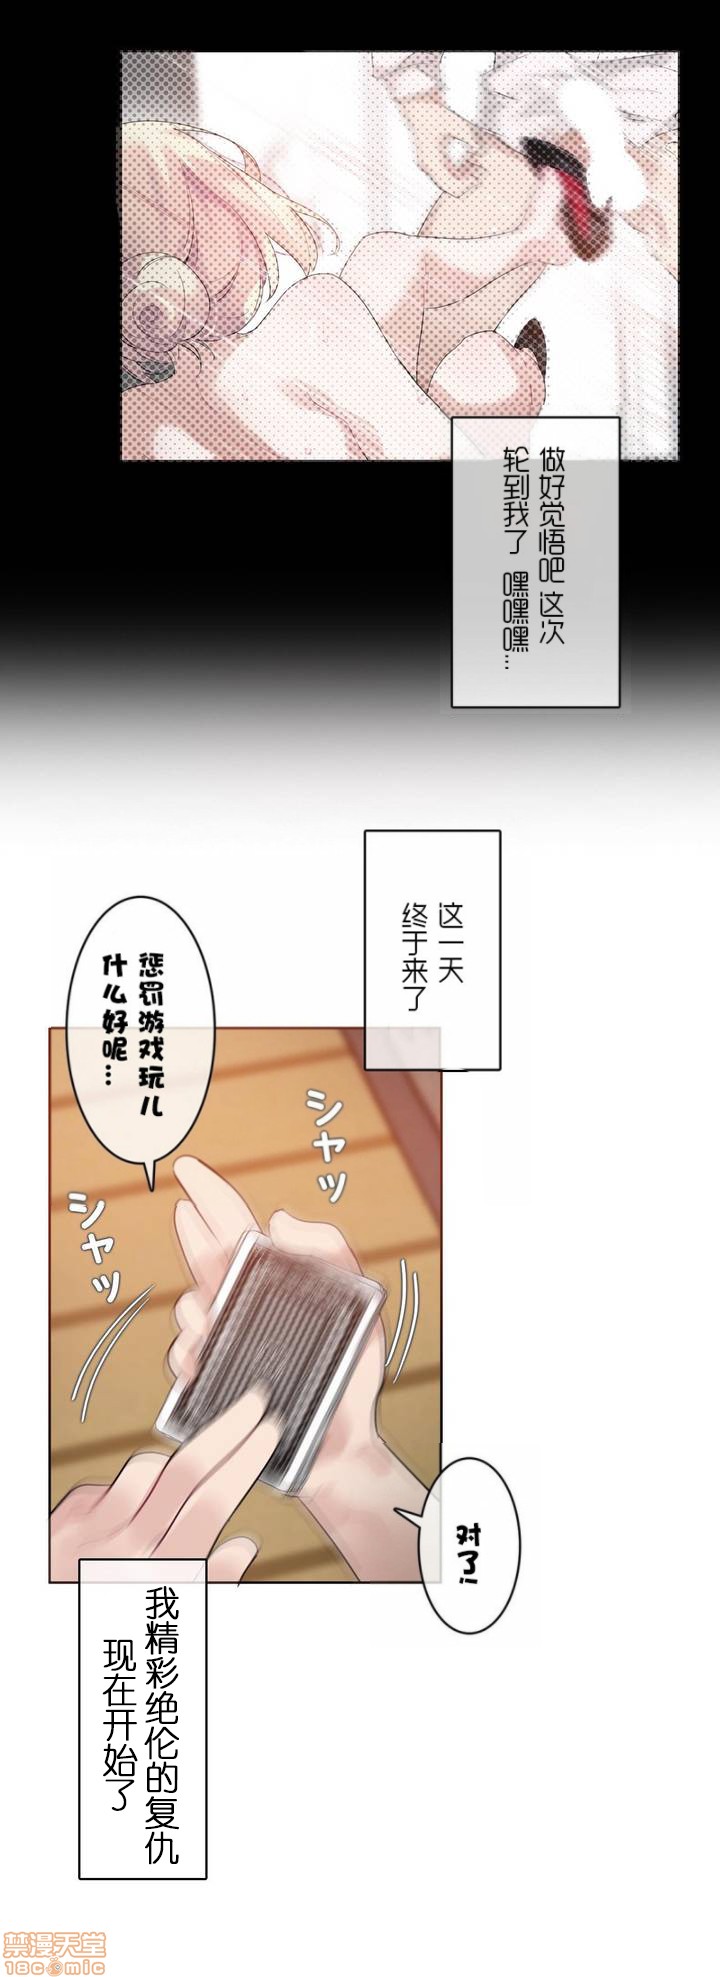 做好觉悟吧 这次
轮到我了 嘿嘿嘿…
这一天
终于来了
惩罚游戏玩儿
什么好呢…
シャッ
シャッ
对了!
我精彩绝伦的复仇
现在开始了
禁漫天堂
18COMIC